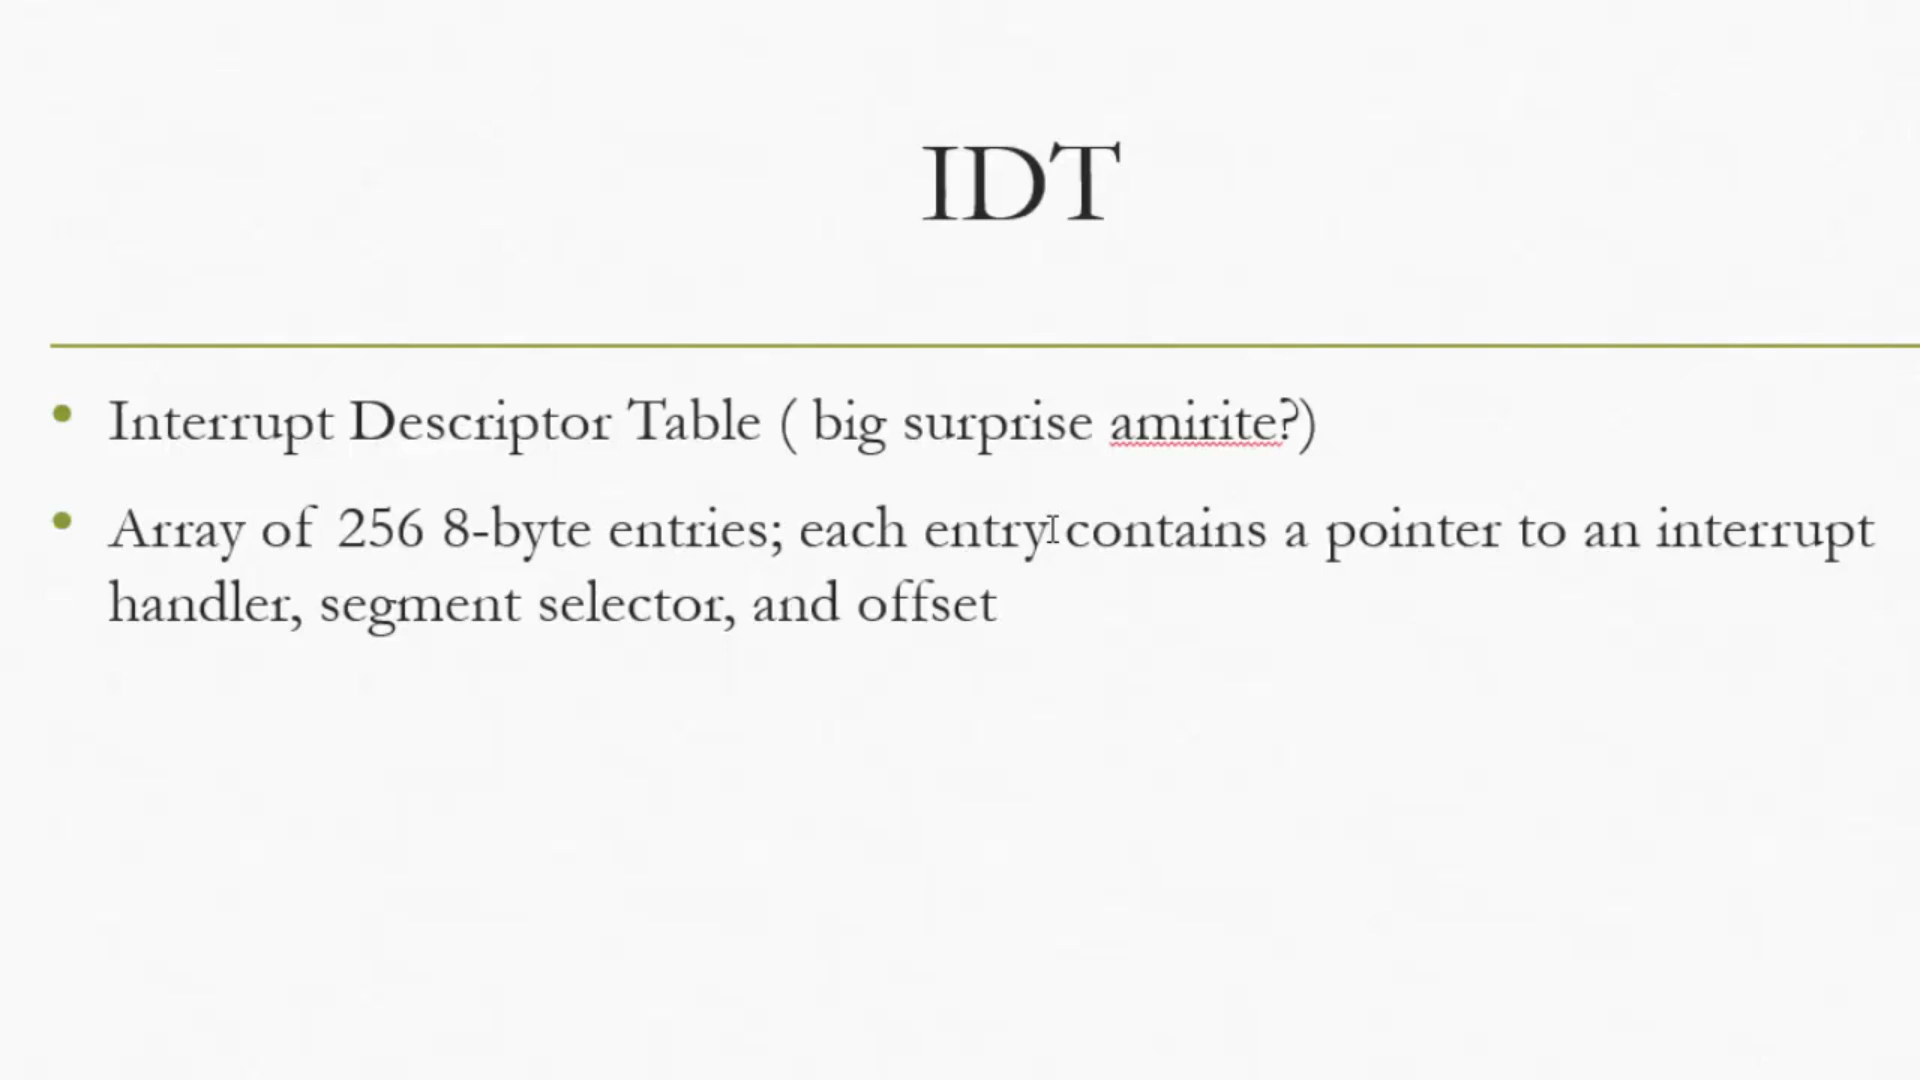 IDT
Interrupt Descriptor Table ( big surprise amirite?)
Array of 256 8-byte entries; each entry contains a pointer to an interrupt
handler, segment selector, and offset